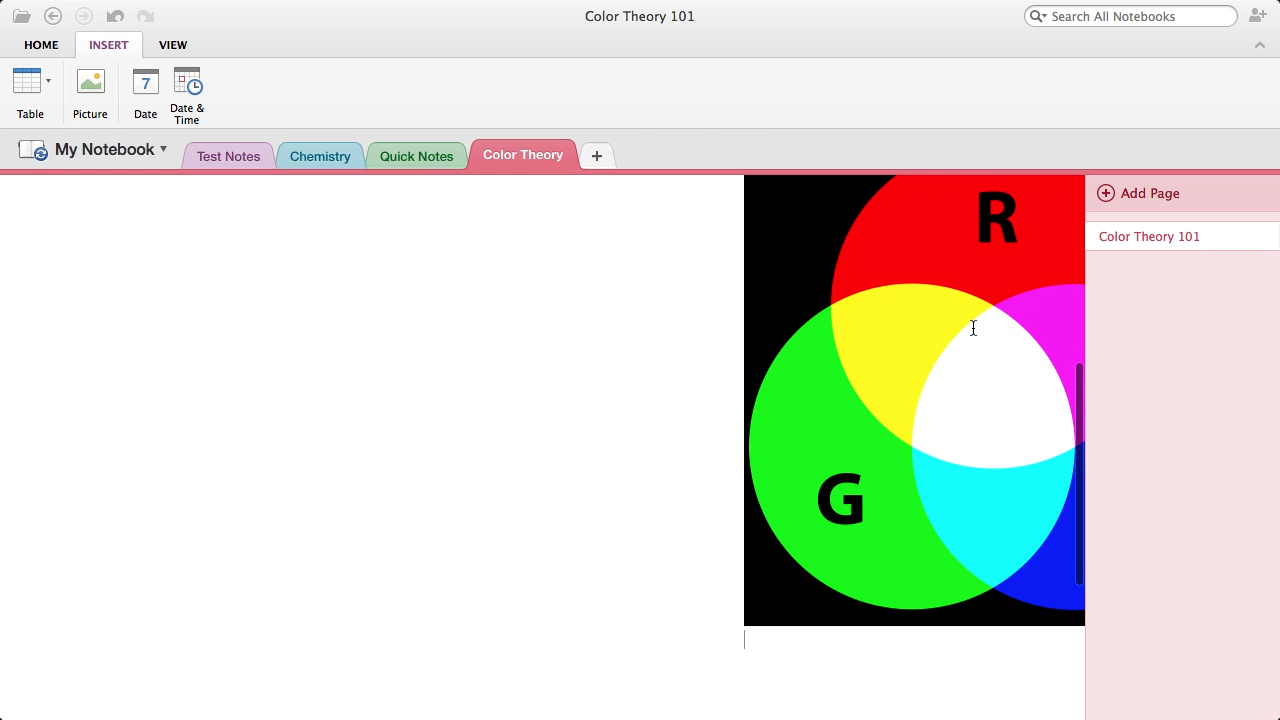 Color Theory 101
Search All Notebooks
HOME INSERT VIEW
7
Table Picture Date Date & Time
My Notebook
Test Notes Chemistry Quick Notes Color Theory +
Add Page
Color Theory 101
R
G